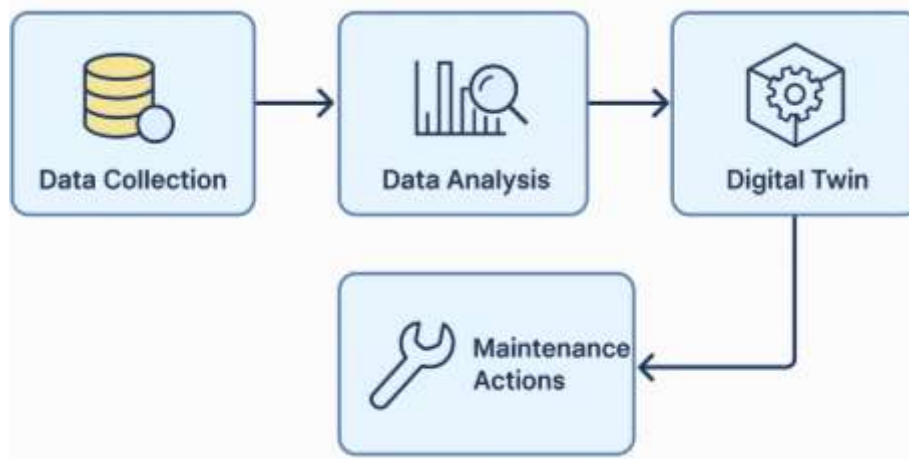 Data Collection
Data Analysis
Digital Twin
Maintenance
Actions